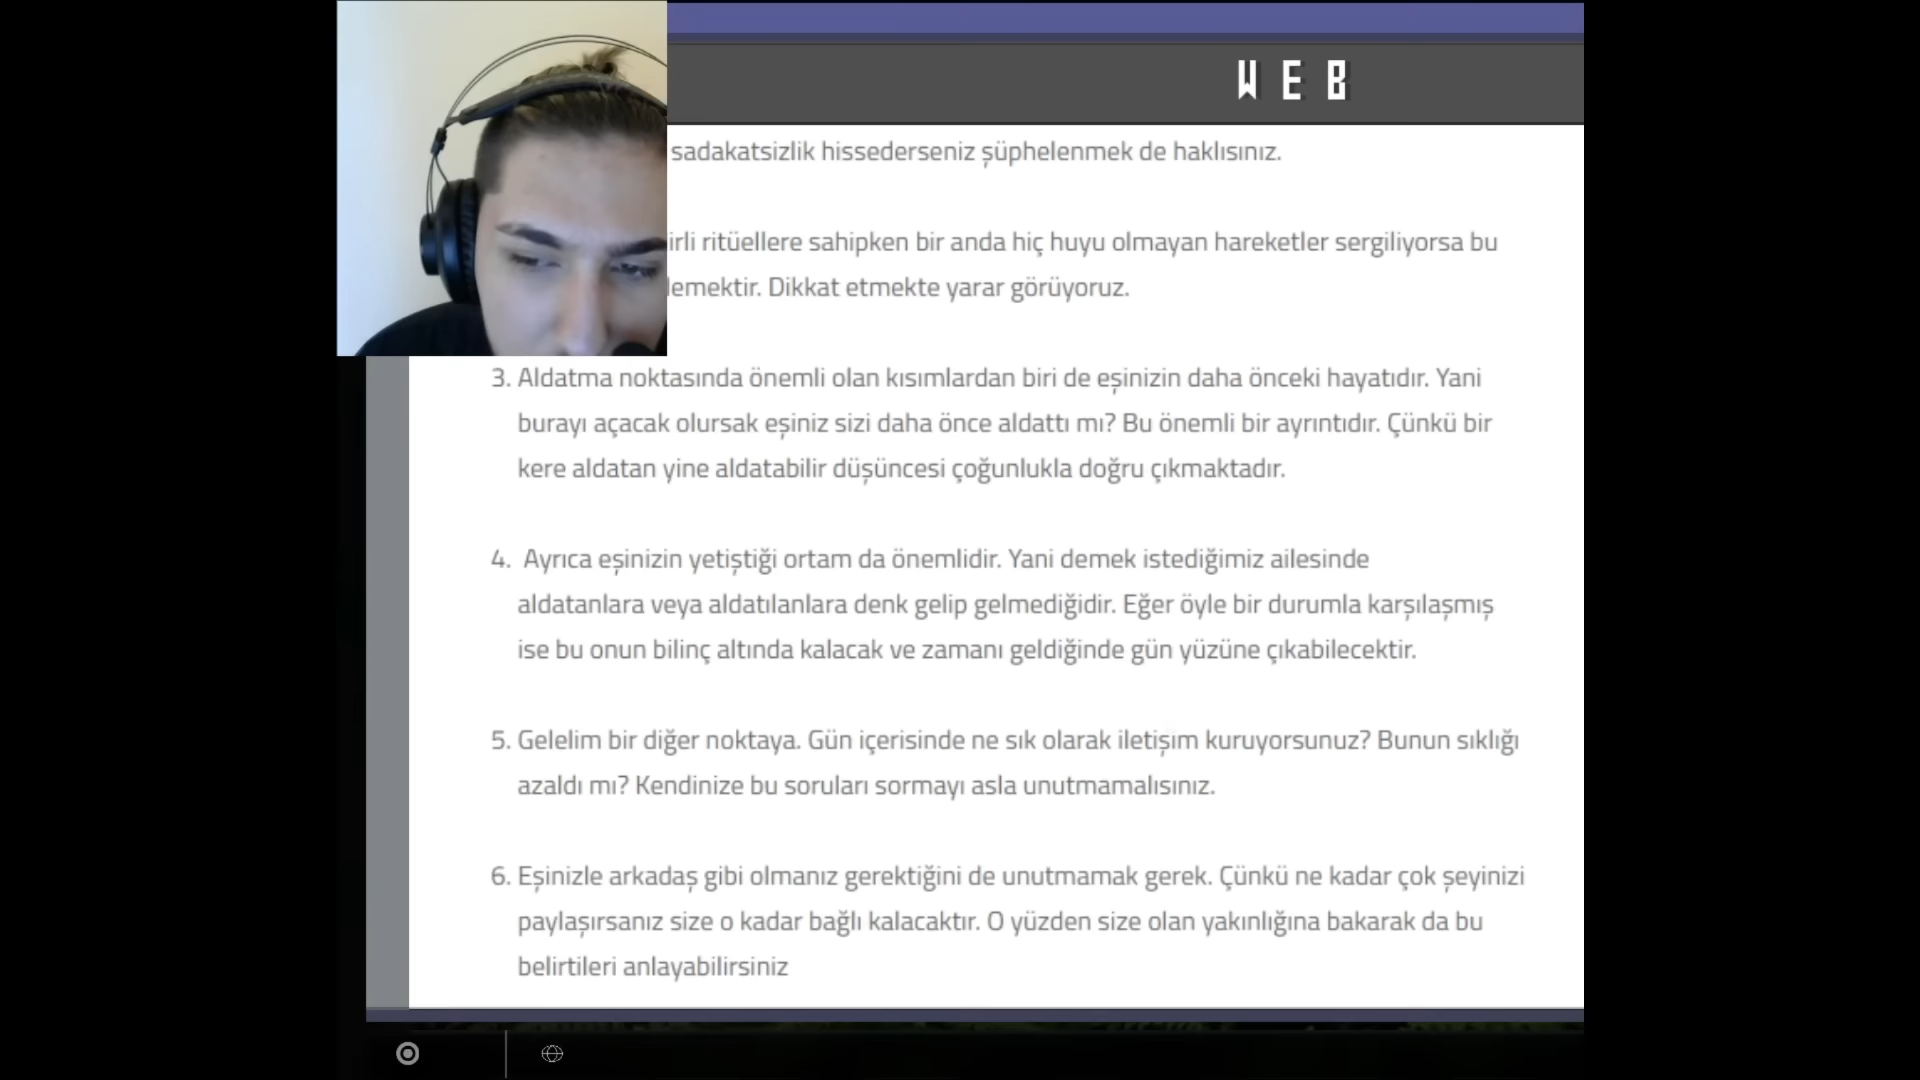 WEB
sadakatsizlik hissederseniz şüphelenmek de haklısınız.
ritüellere sahipken bir anda hiç huyu olmayan hareketler sergiliyorsa bu
Dikkat etmekte yarar görüyoruz.
3. Aldatma noktasında önemli olan kısımlardan biri de eşinizin daha önceki hayatıdır. Yani
burayı açacak olursak eşiniz sizi daha önce aldattı mı? Bu önemli bir ayrıntıdır. Çünkü bir
kere aldatan yine aldatabilir düşüncesi çoğunlukla doğru çıkmaktadır.
4. Ayrıca eşinizin yetiştiği ortam da önemlidir. Yani demek istediğimiz ailesinde
aldatanlara veya aldatılanlara denk gelip gelmediğidir. Eğer öyle bir durumla karşılaşmış
ise bu onun bilinç altında kalacak ve zamanı geldiğinde gün yüzüne çıkabilecektir.
5. Gelelim bir diğer noktaya. Gün içerisinde ne sık olarak iletişim kuruyorsunuz? Bunun sıklığı
azaldı mı? Kendinize bu soruları sormayı asla unutmamalısınız.
6. Eşinizle arkadaş gibi olmanız gerektiğini de unutmamak gerek. Çünkü ne kadar çok şeyinizi
paylaşırsanız size o kadar bağlı kalacaktır. O yüzden size olan yakınlığına bakarak da bu
belirtileri anlayabilirsiniz